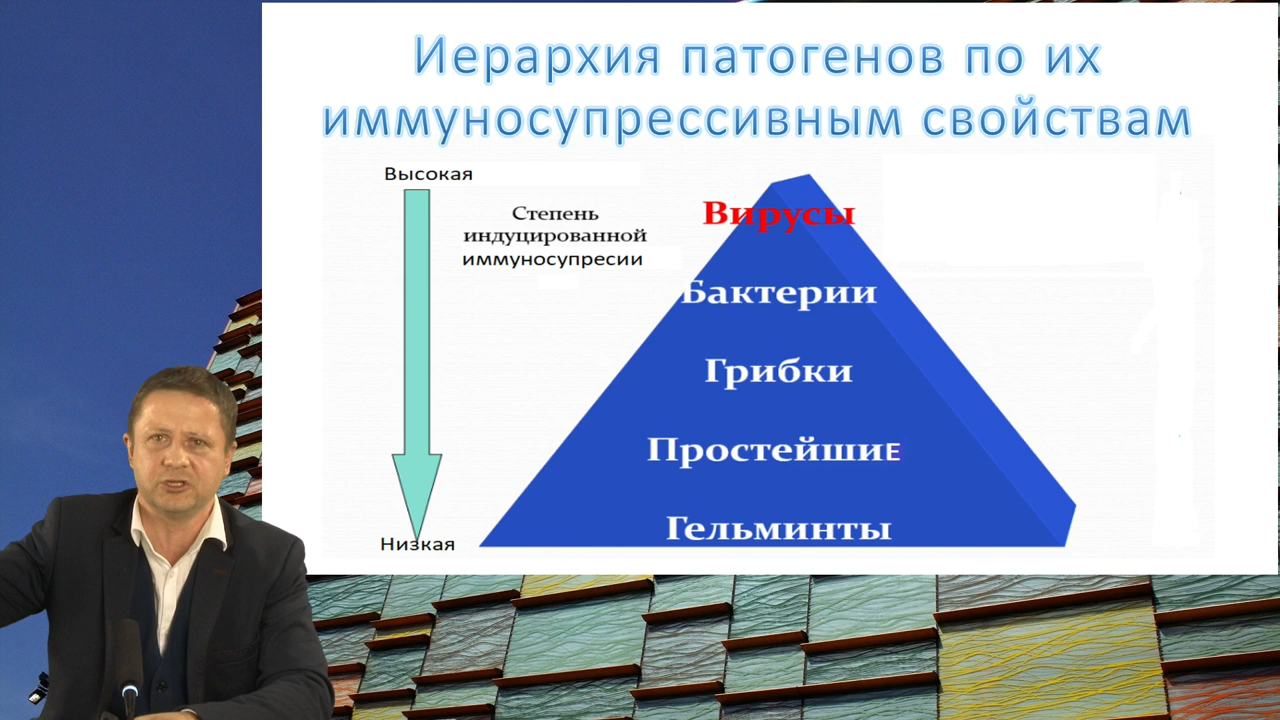 Иерархия патогенов по их
иммуносупрессивным свойствам
Высокая
Степень
индуцированной
иммуносупресии
Вирусы
Бактерии
Грибки
ПростейшиЕ
Гельминты
Низкая